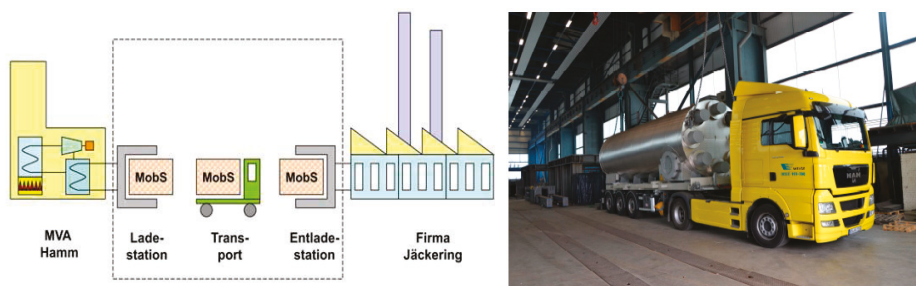 MobS
MobS
MobS
MVA
Hamm
Lade-
station
Trans-
port
Entlade-
station
Firma
Jäckering
MAN